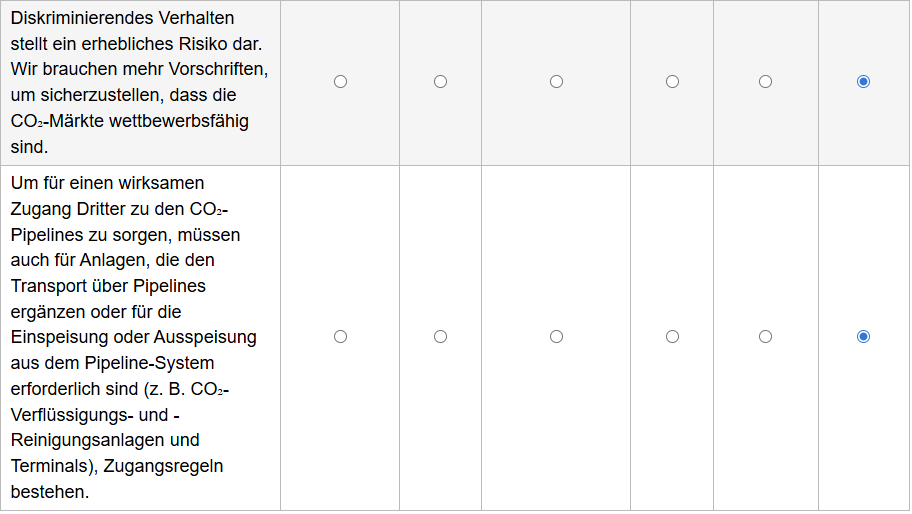 Diskriminierendes Verhalten
stellt ein erhebliches Risiko dar.
Wir brauchen mehr Vorschriften,
um sicherzustellen, dass die
CO₂-Märkte wettbewerbsfähig
sind.
Um für einen wirksamen
Zugang Dritter zu den CO₂-
Pipelines zu sorgen, müssen
auch für Anlagen, die den
Transport über Pipelines
ergänzen oder für die
Einspeisung oder Ausspeisung
aus dem Pipeline-System
erforderlich sind (z. B. CO₂-
Verflüssigungs- und -
Reinigungsanlagen und
Terminals), Zugangsregeln
bestehen.